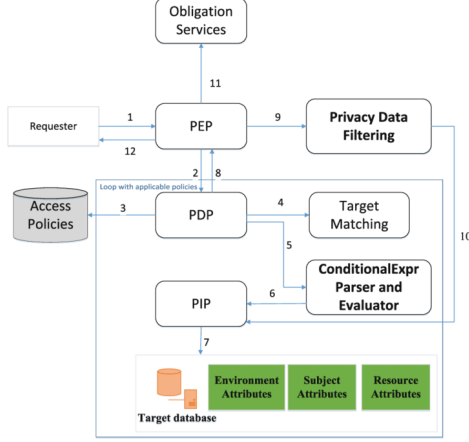 Obligation
Services
11
Requester
1
12
PEP
9
Privacy Data
Filtering
2
8
Loop with applicable policies
Access
Policies
3
PDP
4
Target
Matching
5
10
ConditionalExpr
Parser and
Evaluator
6
PIP
7
Target database
Environment
Attributes
Subject
Attributes
Resource
Attributes